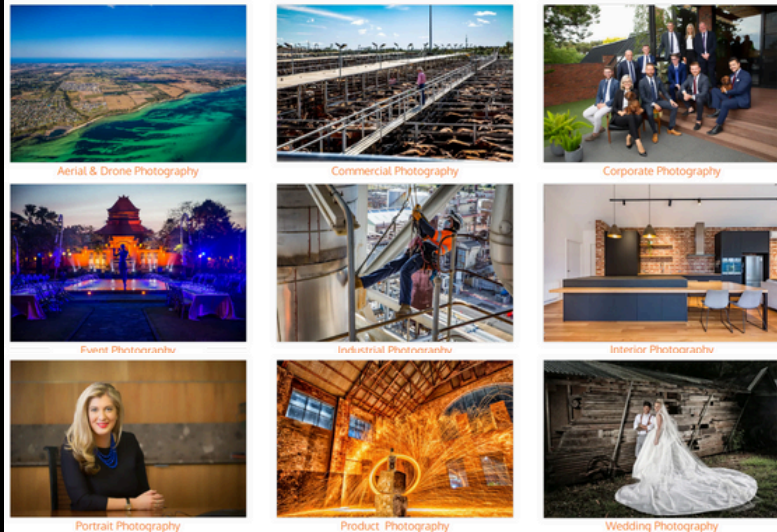 Aerial & Drone Photography
Commercial Photography
Corporate Photography
Event Photography
Industrial Photography
Interior Photography
Portrait Photography
Product Photography
Wedding Photography